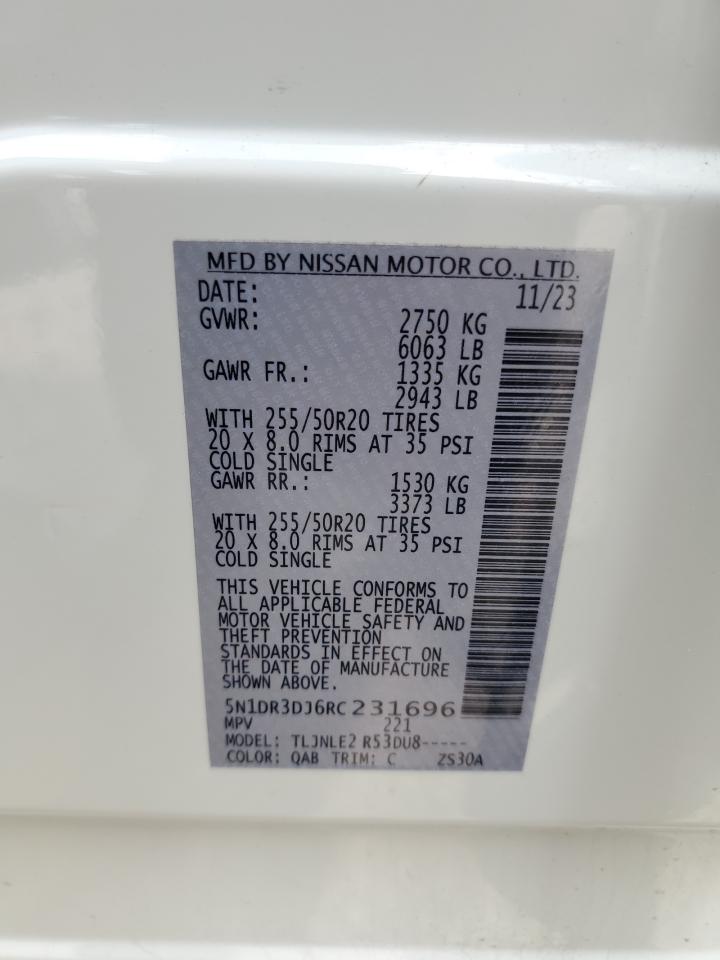 MFD BY NISSAN MOTOR CO., LTD.
DATE: 11/23
GVWR: 2750 KG
6063 LB
GAWR FR.: 1335 KG
2943 LB
WITH 255/50R20 TIRES
20 X 8.0 RIMS AT 35 PSI
COLD SINGLE
GAWR RR.: 1530 KG
3373 LB
WITH 255/50R20 TIRES
20 X 8.0 RIMS AT 35 PSI
COLD SINGLE
THIS VEHICLE CONFORMS TO
ALL APPLICABLE FEDERAL
MOTOR VEHICLE SAFETY AND
THEFT PREVENTION
STANDARDS IN EFFECT ON
THE DATE OF MANUFACTURE
SHOWN ABOVE.
5N1DR3DJ6RC231696
MPV 221
MODEL: TLJNLE2 R53DU8-----
COLOR: QAB TRIM: C ZS30A